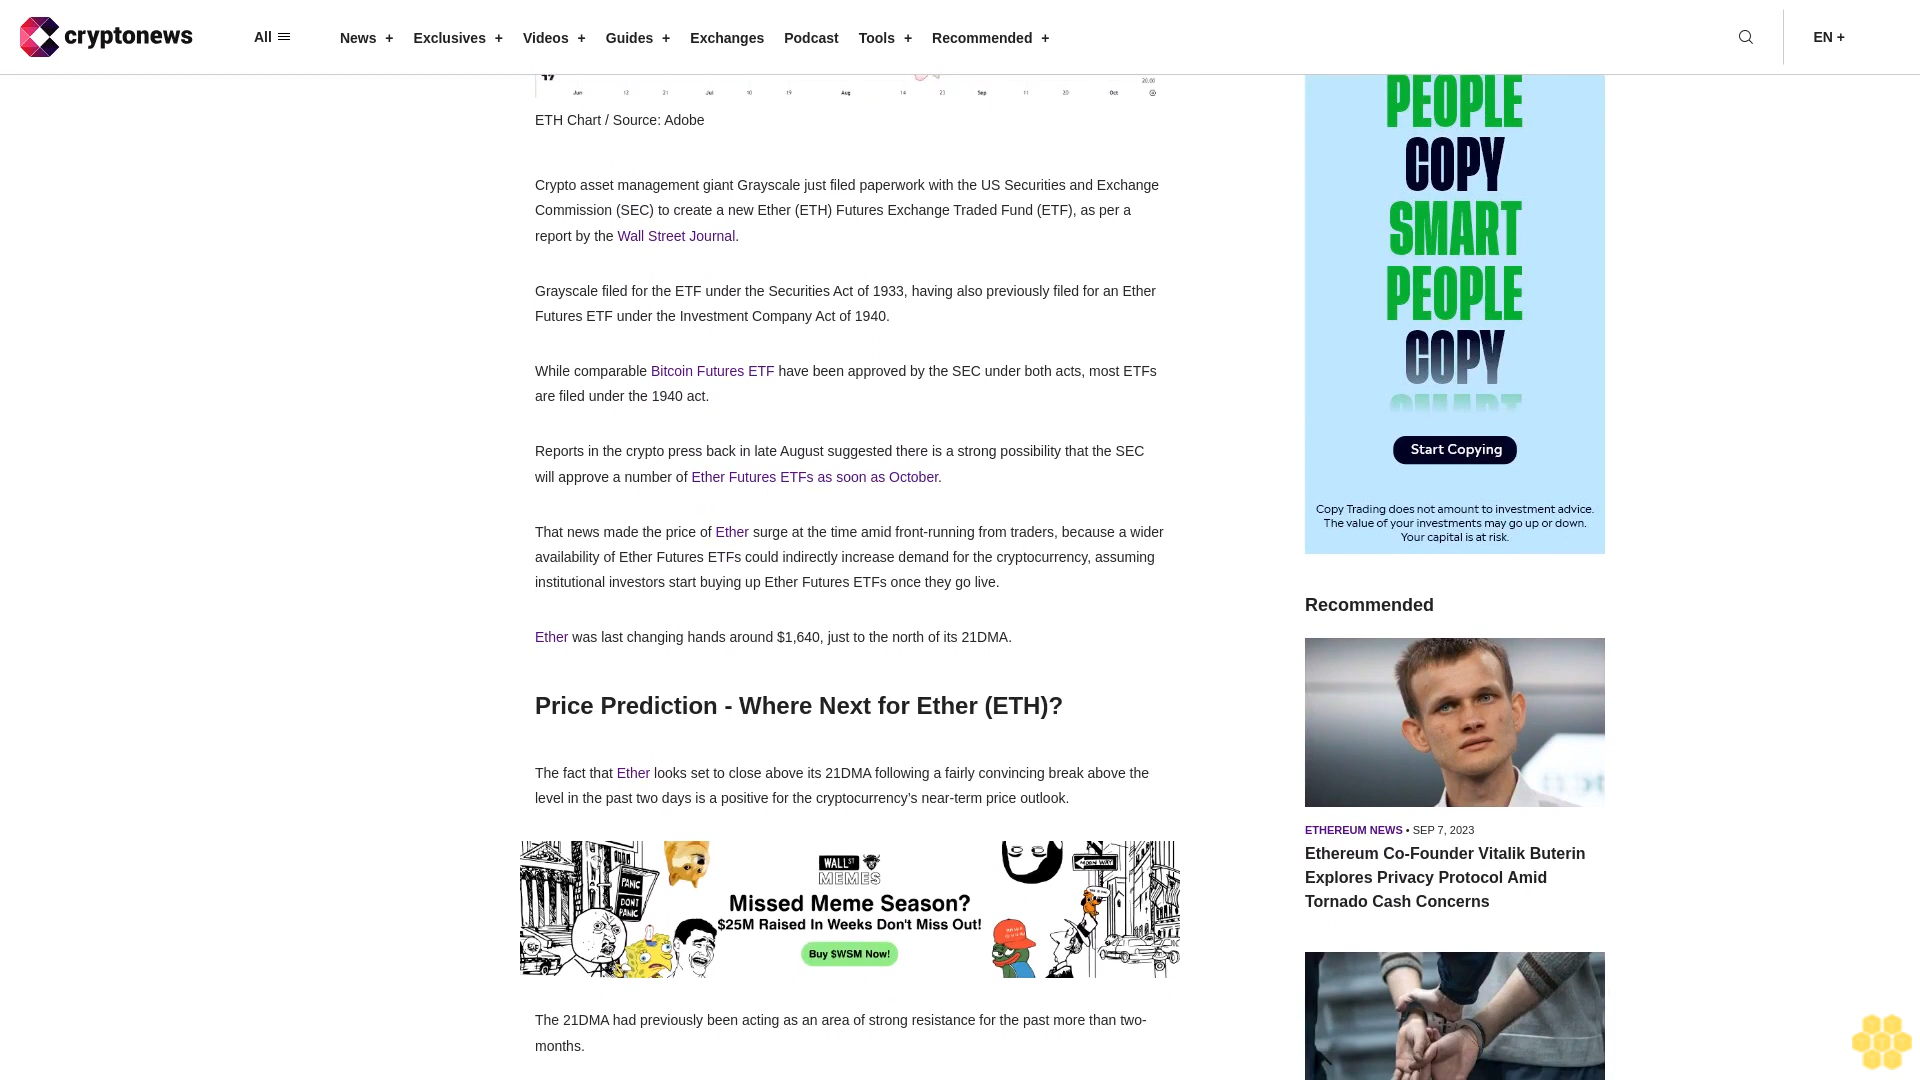 cryptonews
All
News +
Exclusives +
Videos +
Guides +
Exchanges
Podcast
Tools +
Recommended +
EN +
Jun 12 21 Jul 10 19 Aug 14 23 Sep 11 20 Oct
20.00
ETH Chart / Source: Adobe
Crypto asset management giant Grayscale just filed paperwork with the US Securities and Exchange
Commission (SEC) to create a new Ether (ETH) Futures Exchange Traded Fund (ETF), as per a
report by the Wall Street Journal.
Grayscale filed for the ETF under the Securities Act of 1933, having also previously filed for an Ether
Futures ETF under the Investment Company Act of 1940.
While comparable Bitcoin Futures ETF have been approved by the SEC under both acts, most ETFs
are filed under the 1940 act.
Reports in the crypto press back in late August suggested there is a strong possibility that the SEC
will approve a number of Ether Futures ETFs as soon as October.
That news made the price of Ether surge at the time amid front-running from traders, because a wider
availability of Ether Futures ETFs could indirectly increase demand for the cryptocurrency, assuming
institutional investors start buying up Ether Futures ETFs once they go live.
Ether was last changing hands around $1,640, just to the north of its 21DMA.
Price Prediction - Where Next for Ether (ETH)?
The fact that Ether looks set to close above its 21DMA following a fairly convincing break above the
level in the past two days is a positive for the cryptocurrency’s near-term price outlook.
PANIC
DONT
PANIC
WALL ST
MEMES
Missed Meme Season?
$25M Raised In Weeks Don't Miss Out!
Buy $WSM Now!
The 21DMA had previously been acting as an area of strong resistance for the past more than two-
months.
PEOPLE
COPY
SMART
PEOPLE
COPY
SMART
Start Copying
Copy Trading does not amount to investment advice.
The value of your investments may go up or down.
Your capital is at risk.
Recommended
ETHEREUM NEWS • SEP 7, 2023
Ethereum Co-Founder Vitalik Buterin
Explores Privacy Protocol Amid
Tornado Cash Concerns